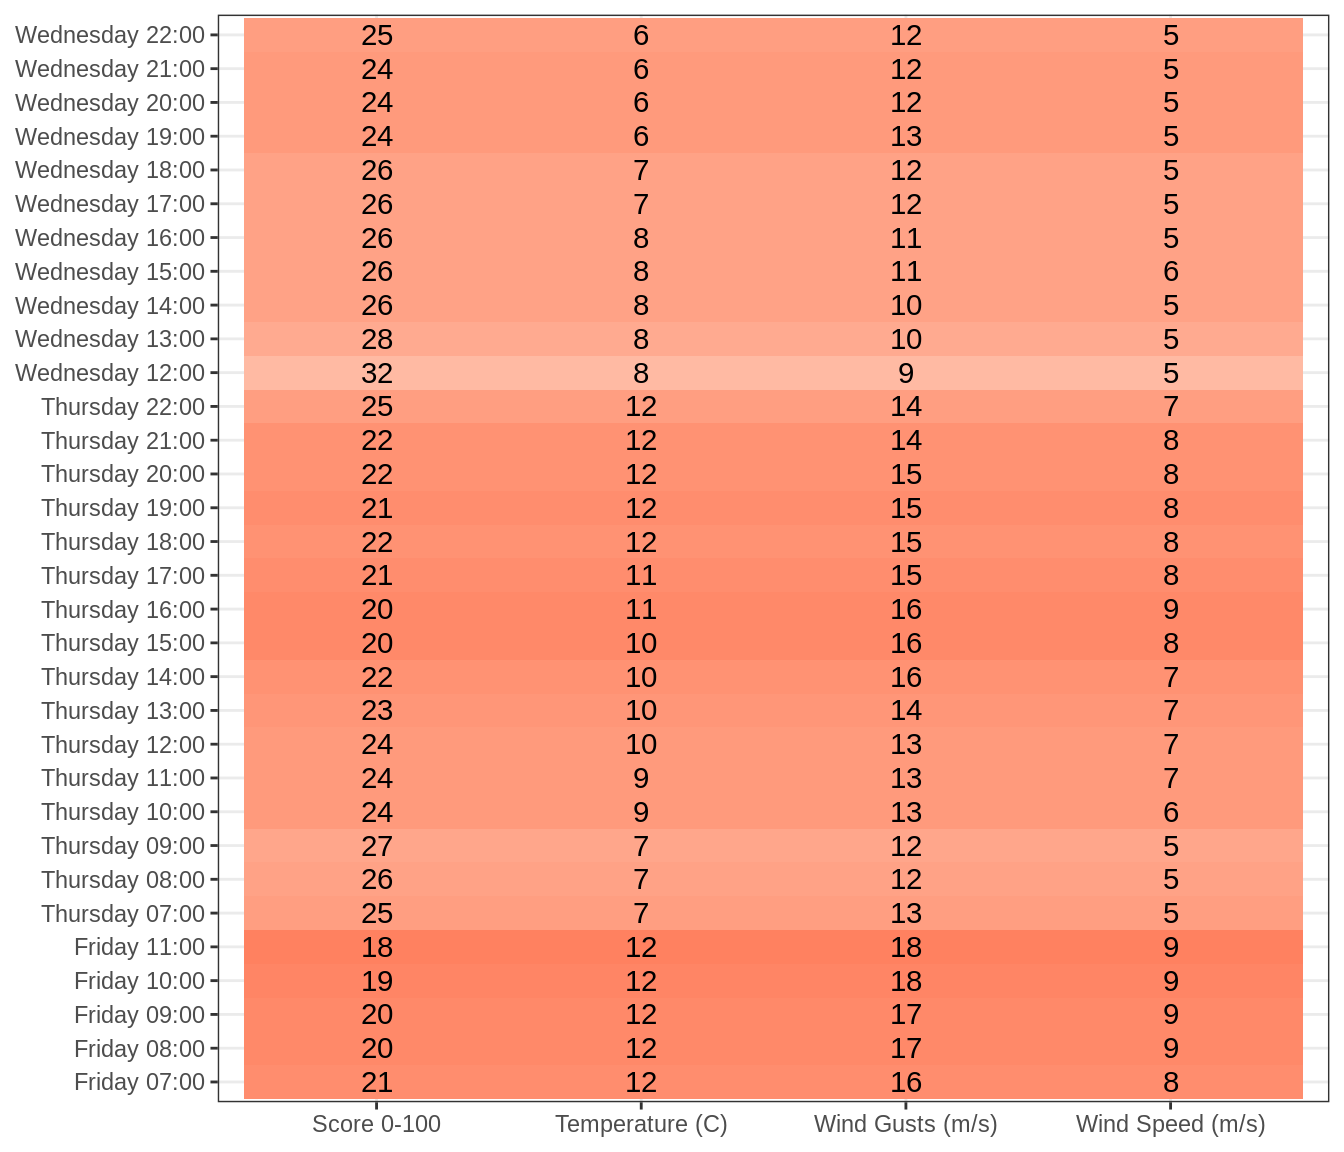 Wednesday 22:00 25 6 12 5
Wednesday 21:00 24 6 12 5
Wednesday 20:00 24 6 12 5
Wednesday 19:00 24 6 13 5
Wednesday 18:00 26 7 12 5
Wednesday 17:00 26 7 12 5
Wednesday 16:00 26 8 11 5
Wednesday 15:00 26 8 11 6
Wednesday 14:00 26 8 10 5
Wednesday 13:00 28 8 10 5
Wednesday 12:00 32 8 9 5
Thursday 22:00 25 12 14 7
Thursday 21:00 22 12 14 8
Thursday 20:00 22 12 15 8
Thursday 19:00 21 12 15 8
Thursday 18:00 22 12 15 8
Thursday 17:00 21 11 15 8
Thursday 16:00 20 11 16 9
Thursday 15:00 20 10 16 8
Thursday 14:00 22 10 16 7
Thursday 13:00 23 10 14 7
Thursday 12:00 24 10 13 7
Thursday 11:00 24 9 13 7
Thursday 10:00 24 9 13 6
Thursday 09:00 27 7 12 5
Thursday 08:00 26 7 12 5
Thursday 07:00 25 7 13 5
Friday 11:00 18 12 18 9
Friday 10:00 19 12 18 9
Friday 09:00 20 12 17 9
Friday 08:00 20 12 17 9
Friday 07:00 21 12 16 8
Score 0-100 Temperature (C) Wind Gusts (m/s) Wind Speed (m/s)